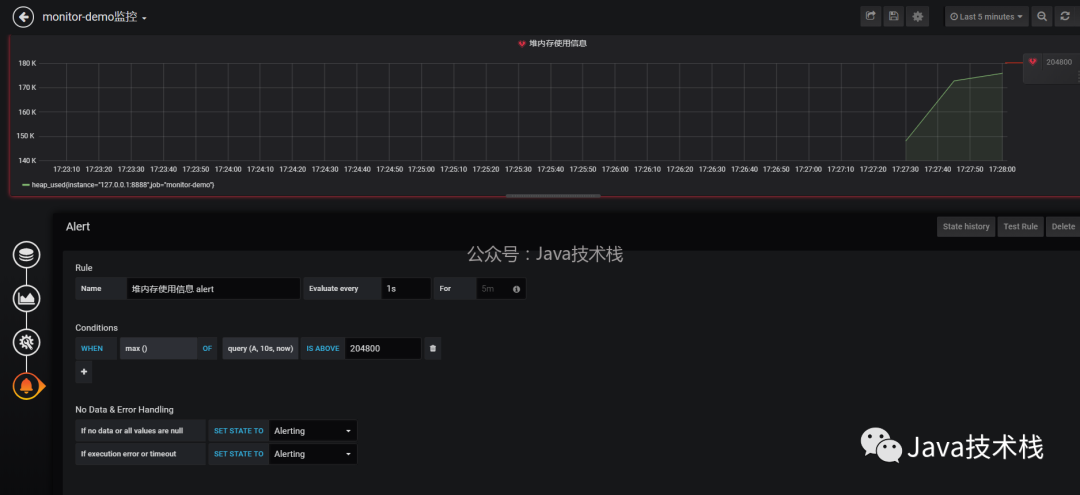 monitor-demo监控
Last 5 minutes
堆内存使用信息
180 K
204800
170 K
160 K
150 K
140 K
17:23:10 17:23:20 17:23:30 17:23:40 17:23:50 17:24:00 17:24:10 17:24:20 17:24:30 17:24:40 17:24:50 17:25:00 17:25:10 17:25:20 17:25:30 17:25:40 17:25:50 17:26:00 17:26:10 17:26:20 17:26:30 17:26:40 17:26:50 17:27:00 17:27:10 17:27:20 17:27:30 17:27:40 17:27:50 17:28:00
heap_used{instance="127.0.0.1:8888",job="monitor-demo"}
Alert
State history Test Rule Delete
公众号：Java技术栈
Rule
Name 堆内存使用信息 alert Evaluate every 1s For 5m
Conditions
WHEN max () OF query (A, 10s, now) IS ABOVE 204800
No Data & Error Handling
If no data or all values are null SET STATE TO Alerting
If execution error or timeout SET STATE TO Alerting
Java技术栈